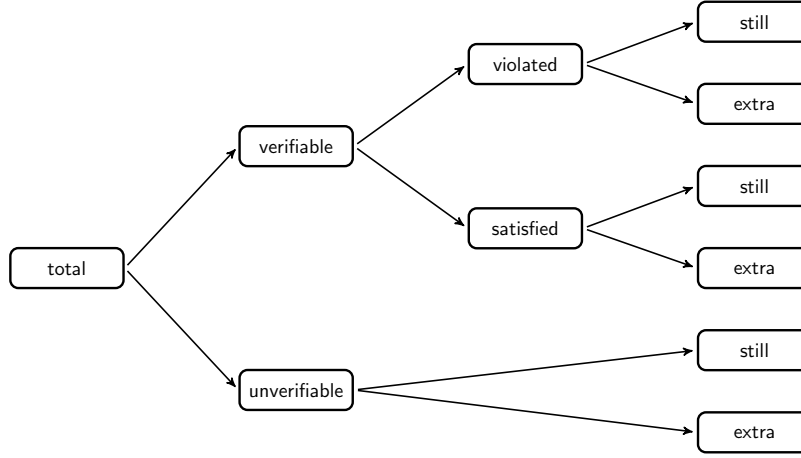 still
violated
extra
verifiable
still
satisfied
total
extra
still
unverifiable
extra